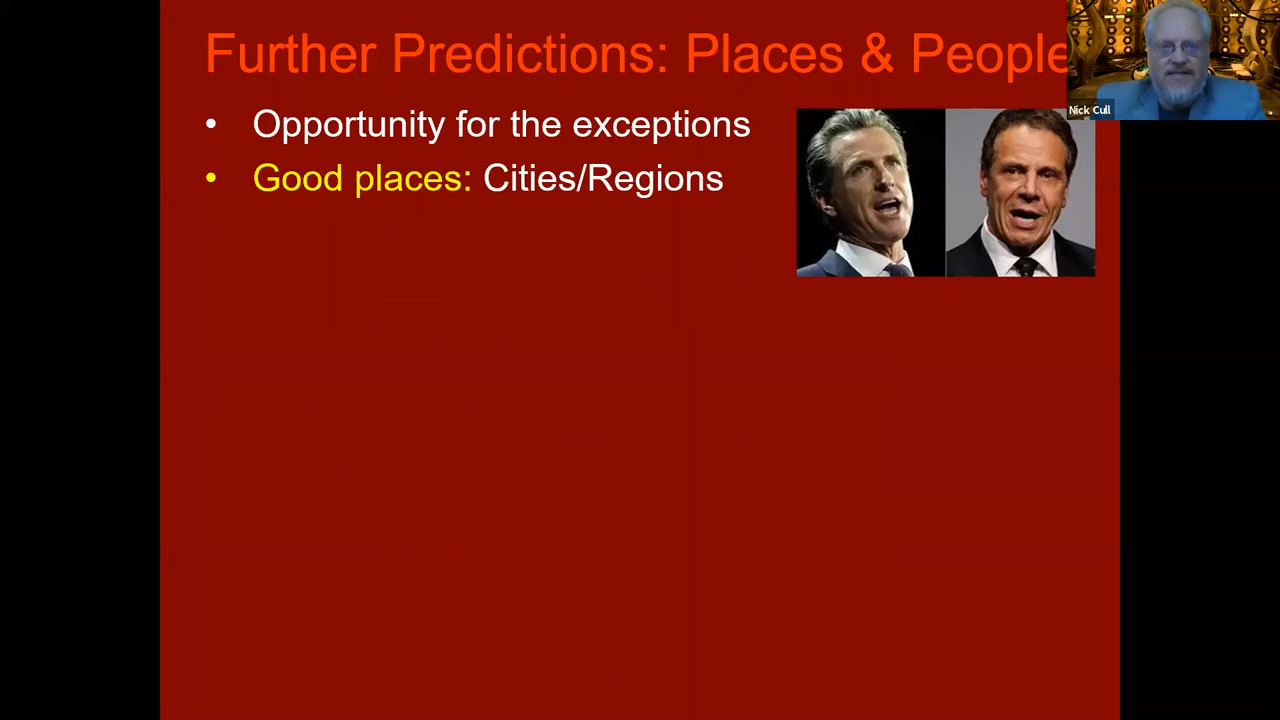 Further Predictions: Places & People
Nick Cull
• Opportunity for the exceptions
• Good places: Cities/Regions